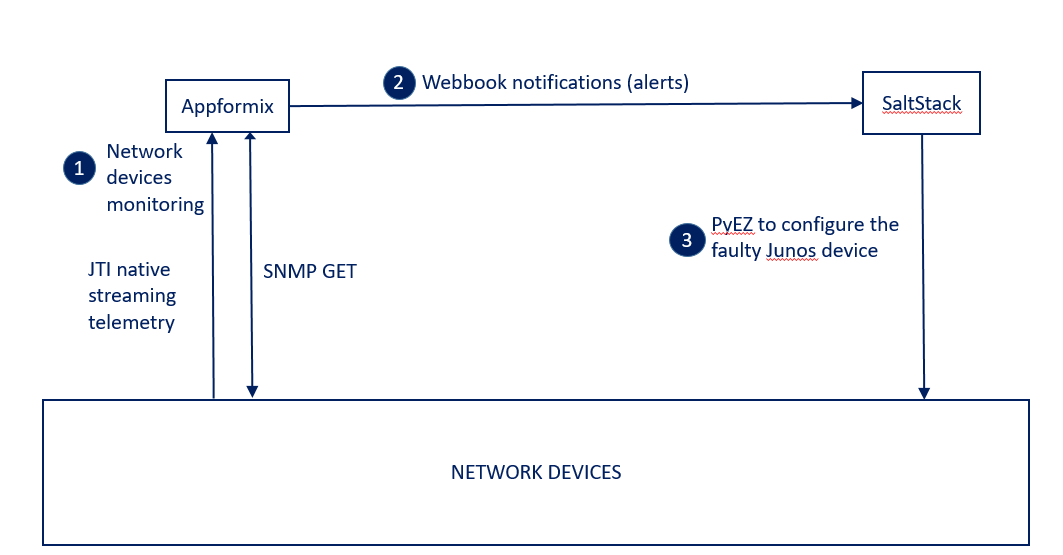 2 Webbook notifications (alerts)
Appformix
SaltStack
1 Network
devices
monitoring
3 PyEZ to configure the
faulty Junos device
JTI native
streaming
telemetry
SNMP GET
NETWORK DEVICES